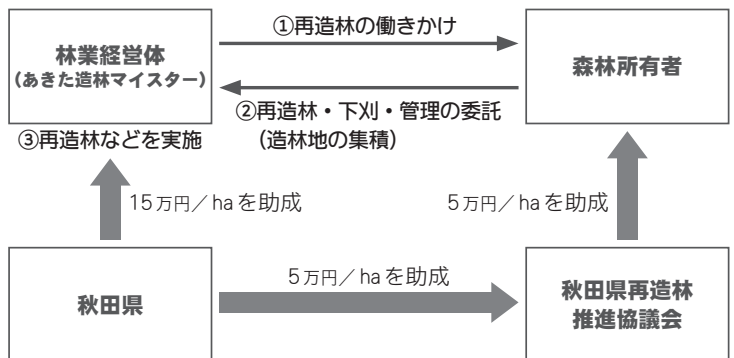 ①再造林の働きかけ
林業経営体
（あきた造林マイスター）
森林所有者
②再造林・下刈・管理の委託
（造林地の集積）
③再造林などを実施
15万円／haを助成
5万円／haを助成
5万円／haを助成
秋田県
秋田県再造林
推進協議会